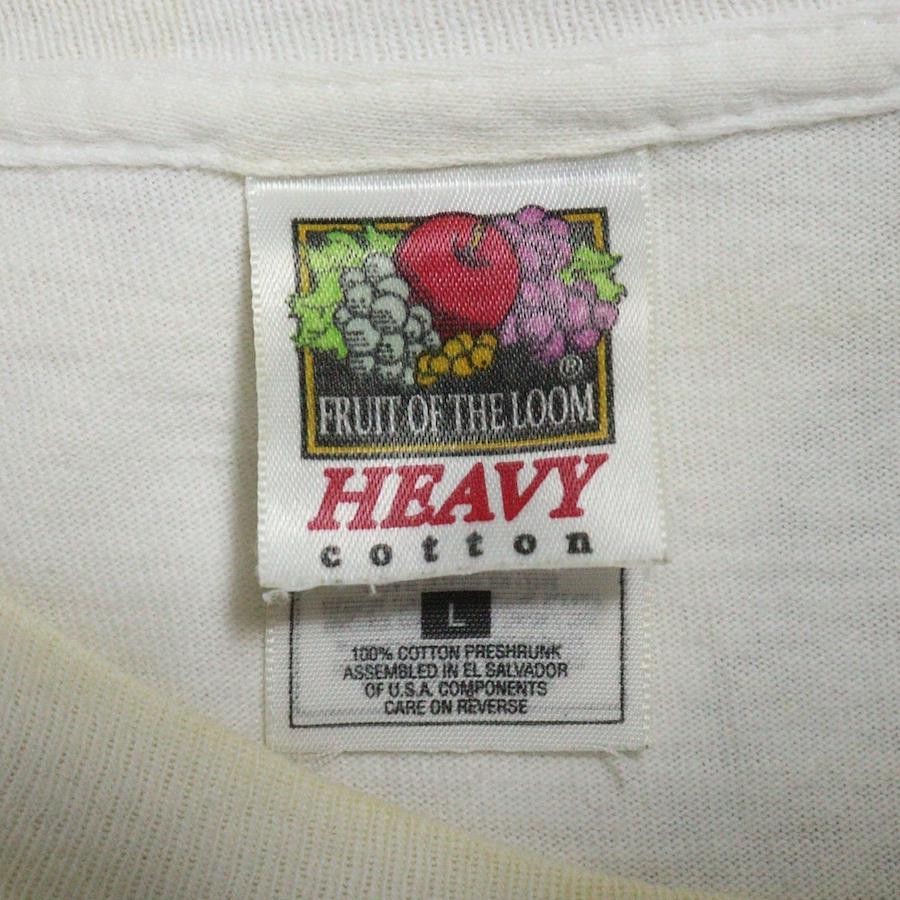 ®
FRUIT OF THE LOOM
HEAVY
cotton
L
100% COTTON PRESHRUNK
ASSEMBLED IN EL SALVADOR
OF U.S.A. COMPONENTS
CARE ON REVERSE